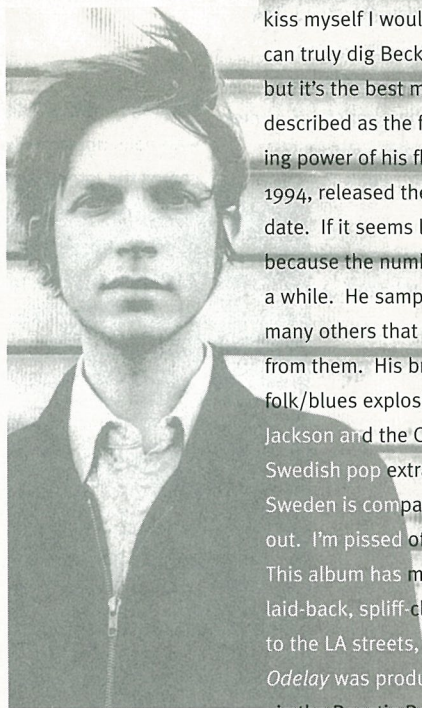 kiss myself I woul
can truly dig Beck
but it's the best m
described as the f
ing power of his fl
1994, released the
date. If it seems l
because the numb
a while. He samp
many others that
from them. His br
folk/blues explos
Jackson and the C
Swedish pop extr
Sweden is compa
out. I'm pissed of
This album has m
laid-back, spliff-cl
to the LA streets,
Odelay was produ